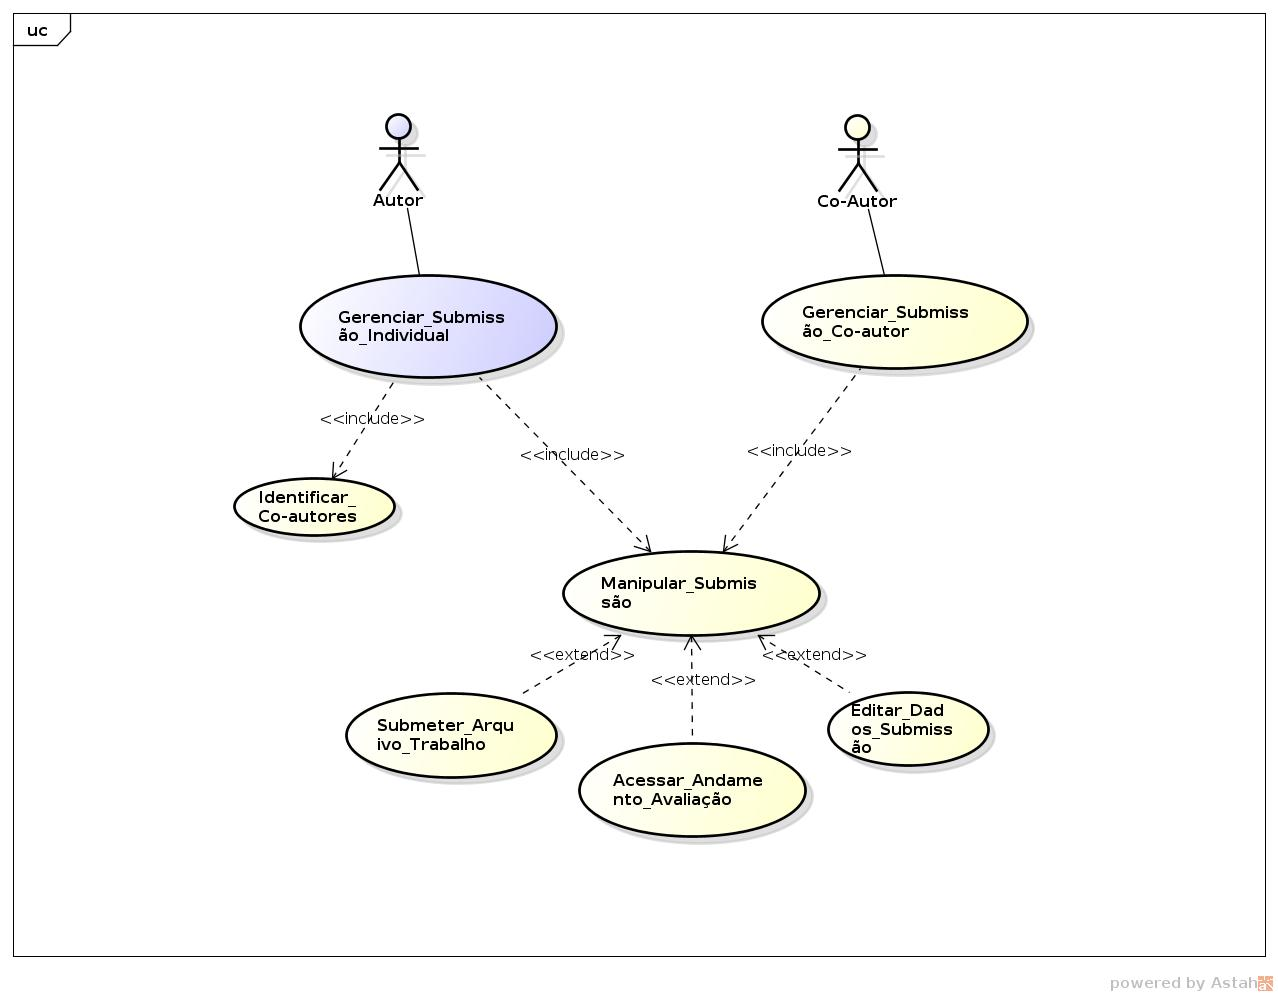 uc
Autor
Co-Autor
Gerenciar_Submiss
ão_Individual
Gerenciar_Submiss
ão_Co-autor
<<include>>
<<include>>
<<include>>
Identificar_
Co-autores
Manipular_Submis
são
<<extend>>
<<extend>>
<<extend>>
Submeter_Arqu
ivo_Trabalho
Acessar_Andame
nto_Avaliação
Editar_Dad
os_Submiss
ão
powered by Astah